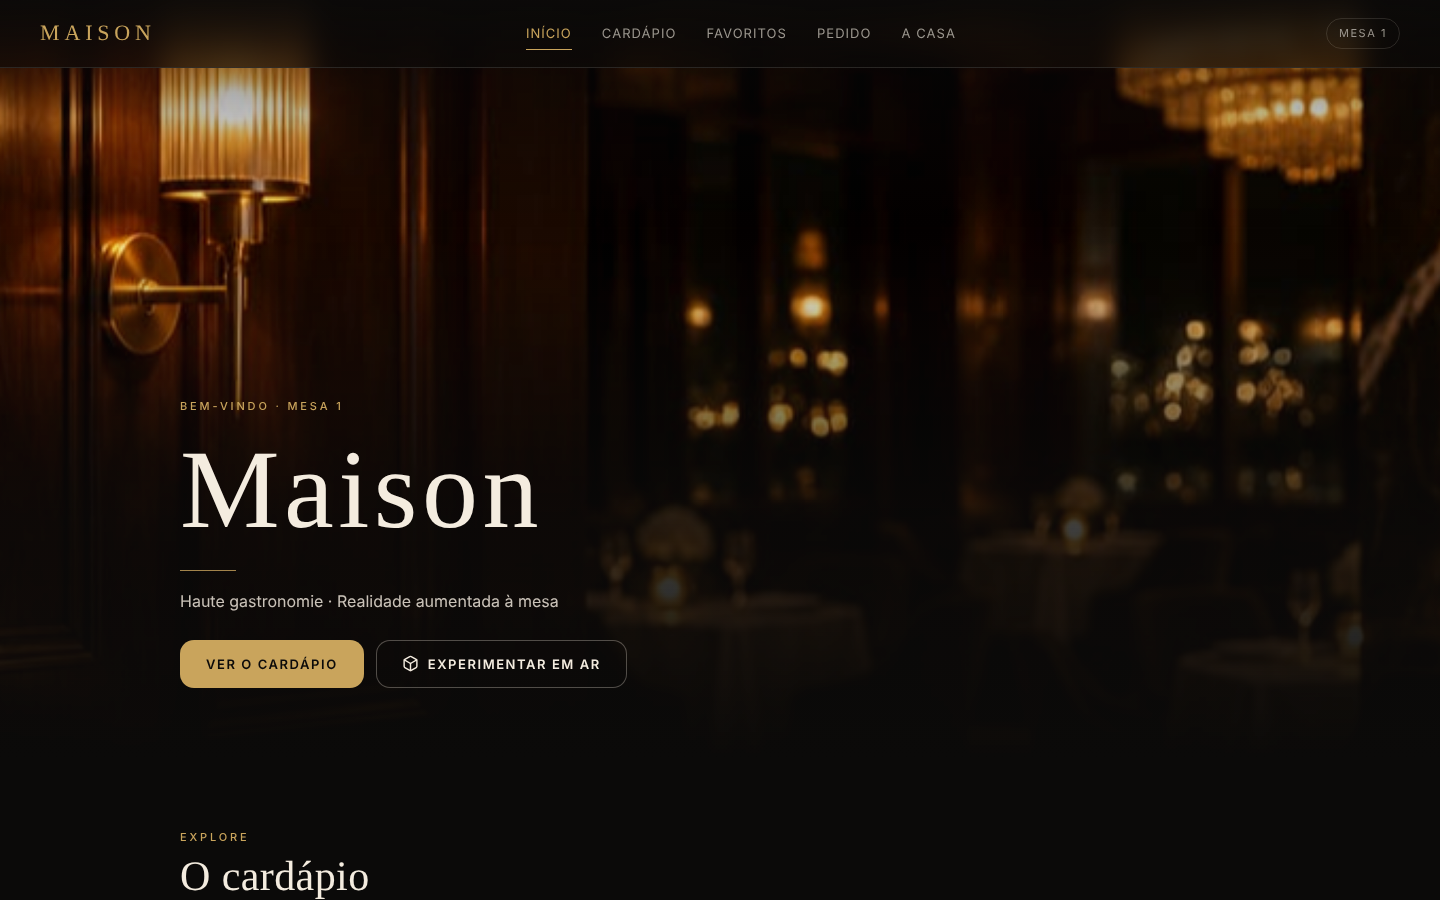 MAISON
INÍCIO CARDÁPIO FAVORITOS PEDIDO A CASA
MESA 1
BEM-VINDO · MESA 1
Maison
Haute gastronomie · Realidade aumentada à mesa
VER O CARDÁPIO
EXPERIMENTAR EM AR
EXPLORE
O cardápio